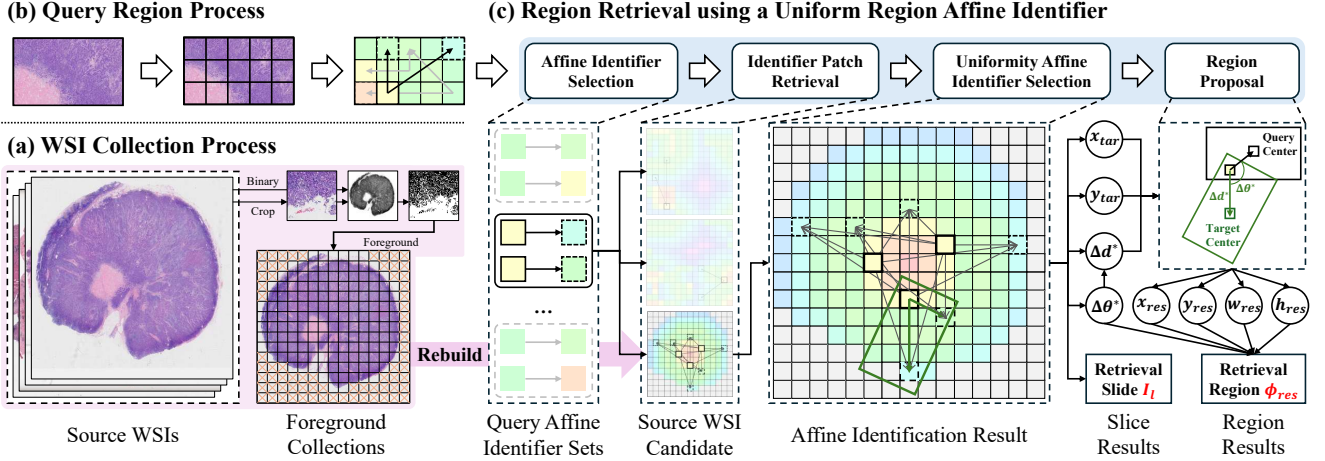 (b) Query Region Process
(c) Region Retrieval using a Uniform Region Affine Identifier
Affine Identifier
Selection
Identifier Patch
Retrieval
Uniformity Affine
Identifier Selection
Region
Proposal
(a) WSI Collection Process
Binary
Crop
Foreground
Rebuild
...
Source WSIs
Foreground
Collections
Query Affine
Identifier Sets
Source WSI
Candidate
Affine Identification Result
x_tar
y_tar
Δd*
Δθ*
Query
Center
Δθ*
Δd*
Target
Center
x_res
y_res
w_res
h_res
Retrieval
Slide I_l
Retrieval
Region ϕ_res
Slice
Results
Region
Results